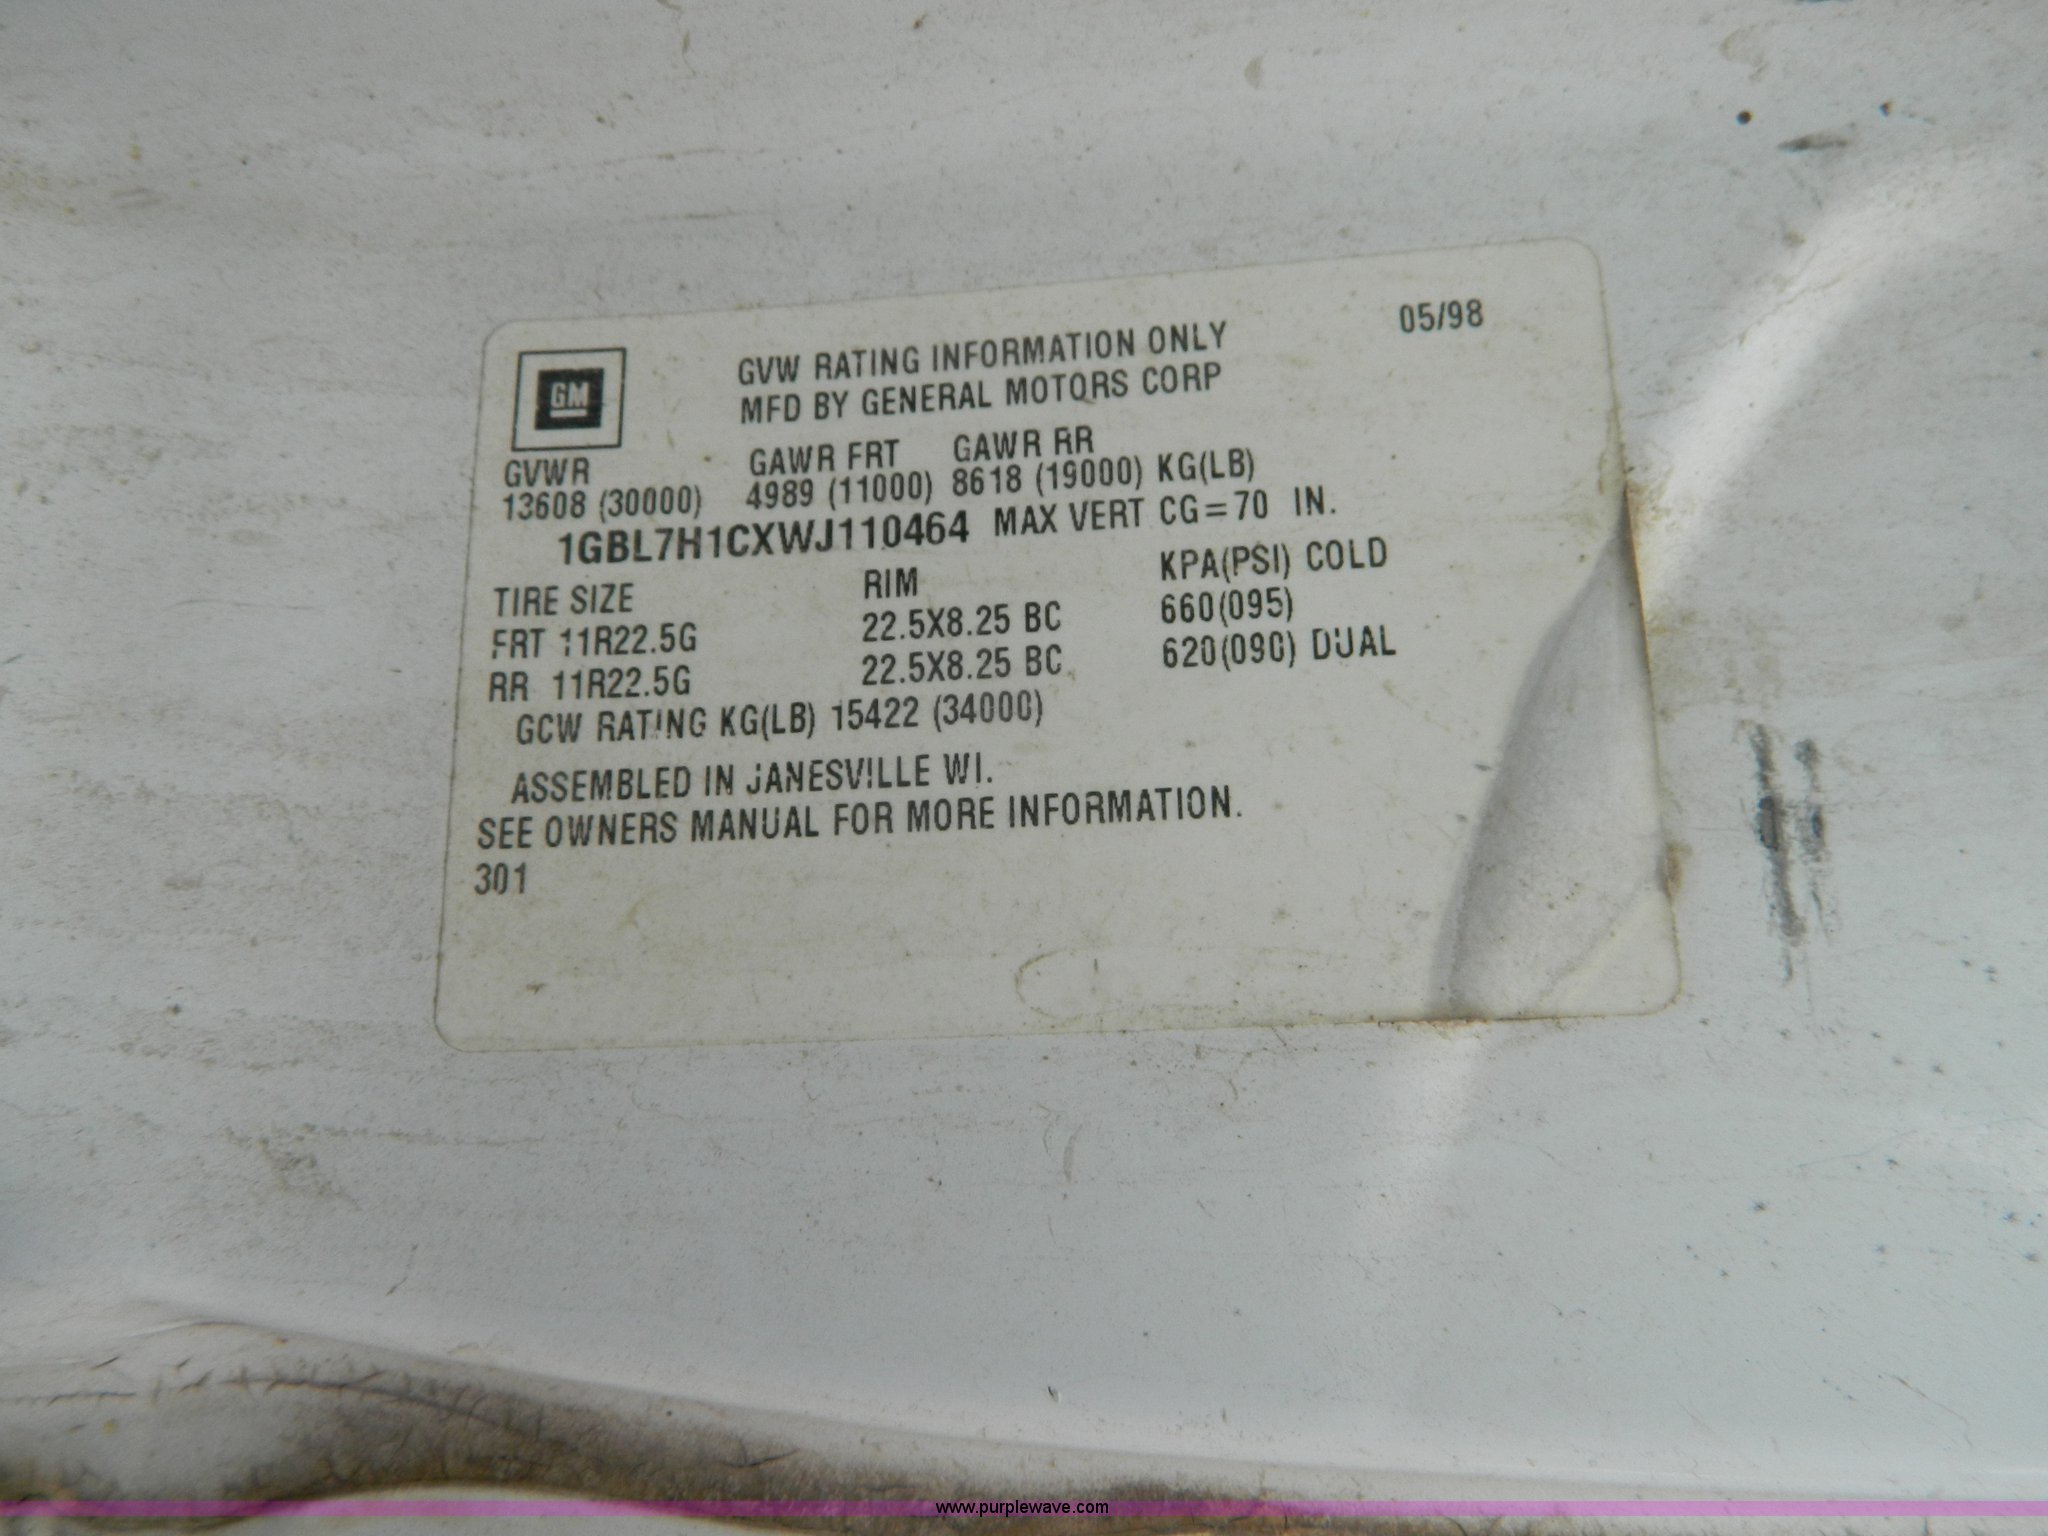 05/98
GM
GVW RATING INFORMATION ONLY
MFD BY GENERAL MOTORS CORP
GVWR GAWR FRT GAWR RR
13608 (30000) 4989 (11000) 8618 (19000) KG(LB)
1GBL7H1CXWJ110464 MAX VERT CG=70 IN.
TIRE SIZE RIM KPA(PSI) COLD
FRT 11R22.5G 22.5X8.25 BC 660(095)
RR 11R22.5G 22.5X8.25 BC 620(090) DUAL
GCW RATING KG(LB) 15422 (34000)
ASSEMBLED IN JANESVILLE WI.
SEE OWNERS MANUAL FOR MORE INFORMATION.
301
www.purplewave.com